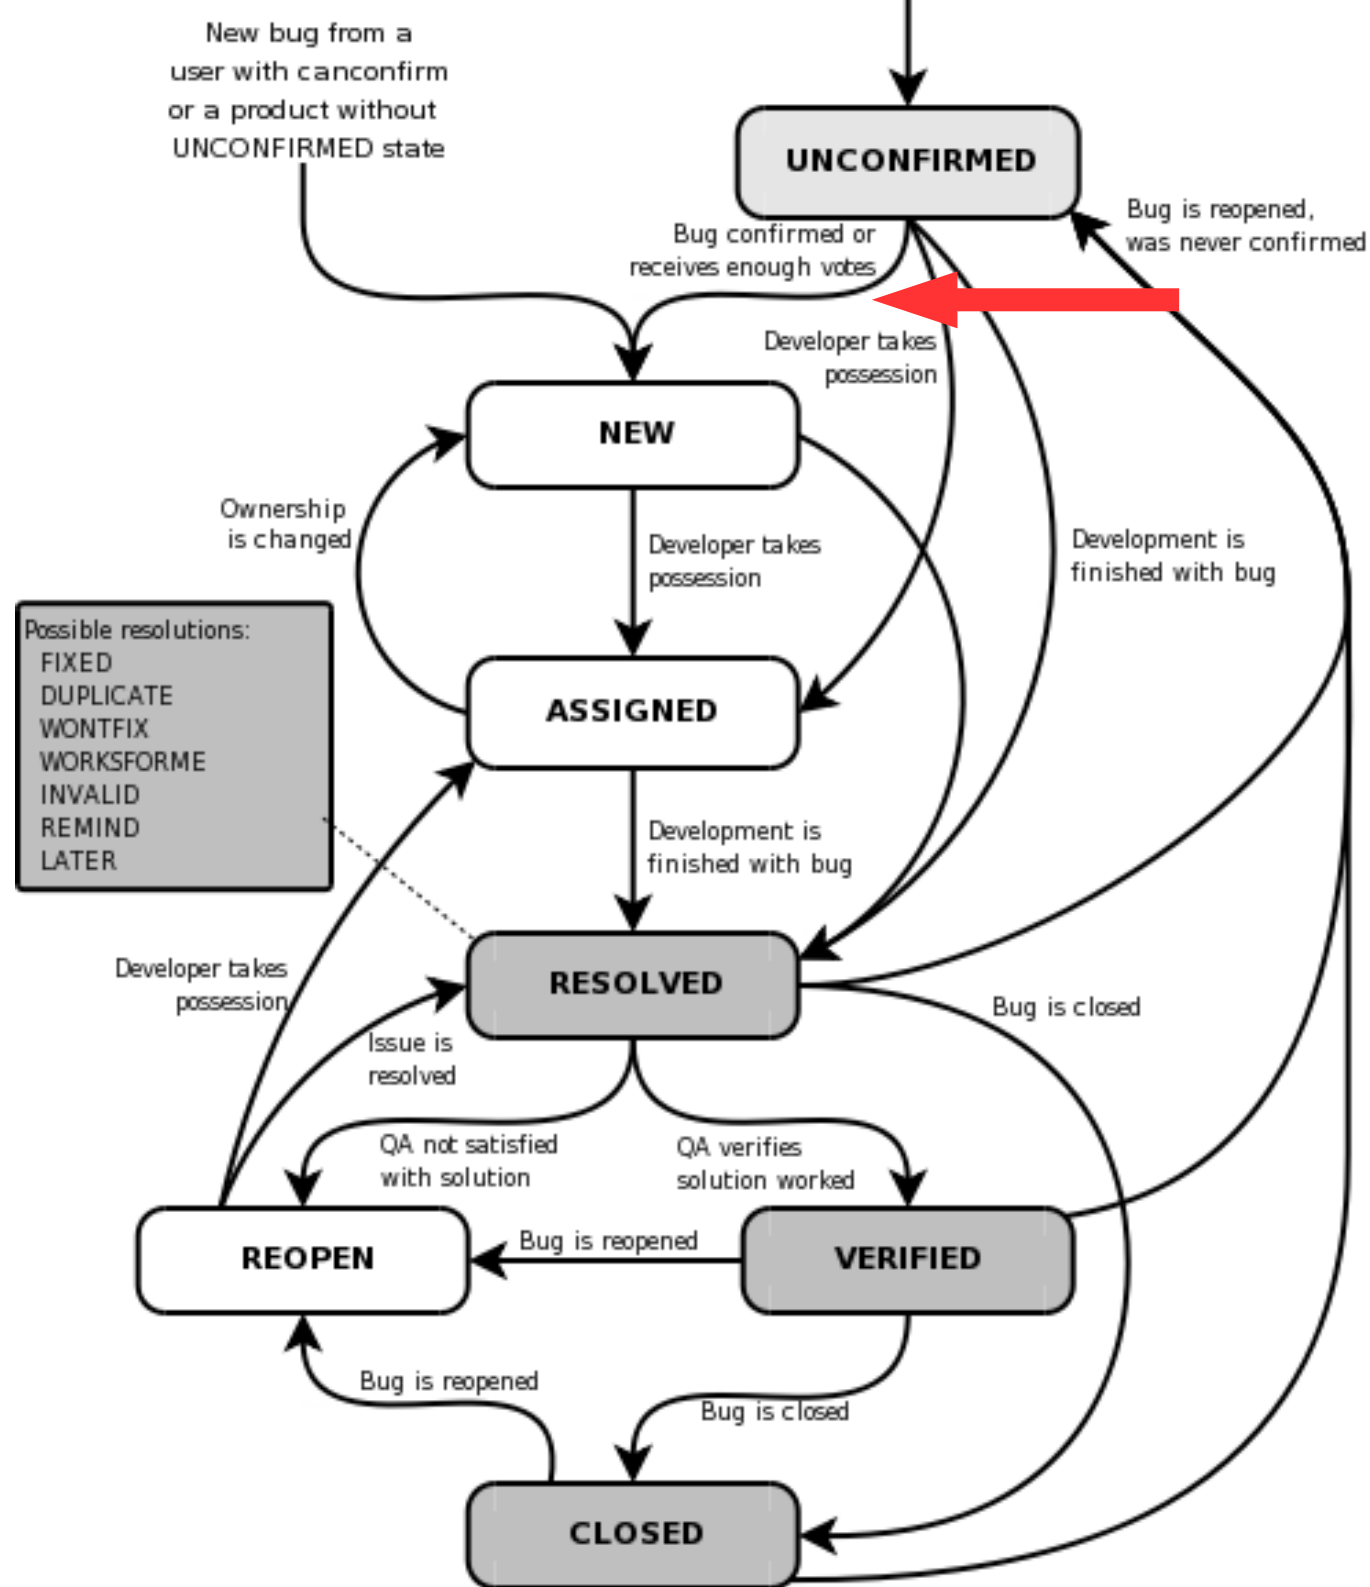 New bug from a
user with canconfirm
or a product without
UNCONFIRMED state
UNCONFIRMED
Bug is reopened,
was never confirmed
Bug confirmed or
receives enough votes
Developer takes
possession
NEW
Ownership
is changed
Developer takes
possession
Development is
finished with bug
Possible resolutions:
FIXED
DUPLICATE
WONTFIX
WORKSFORME
INVALID
REMIND
LATER
ASSIGNED
Development is
finished with bug
Developer takes
possession
RESOLVED
Bug is closed
Issue is
resolved
QA not satisfied
with solution
QA verifies
solution worked
REOPEN
Bug is reopened
VERIFIED
Bug is reopened
Bug is closed
CLOSED